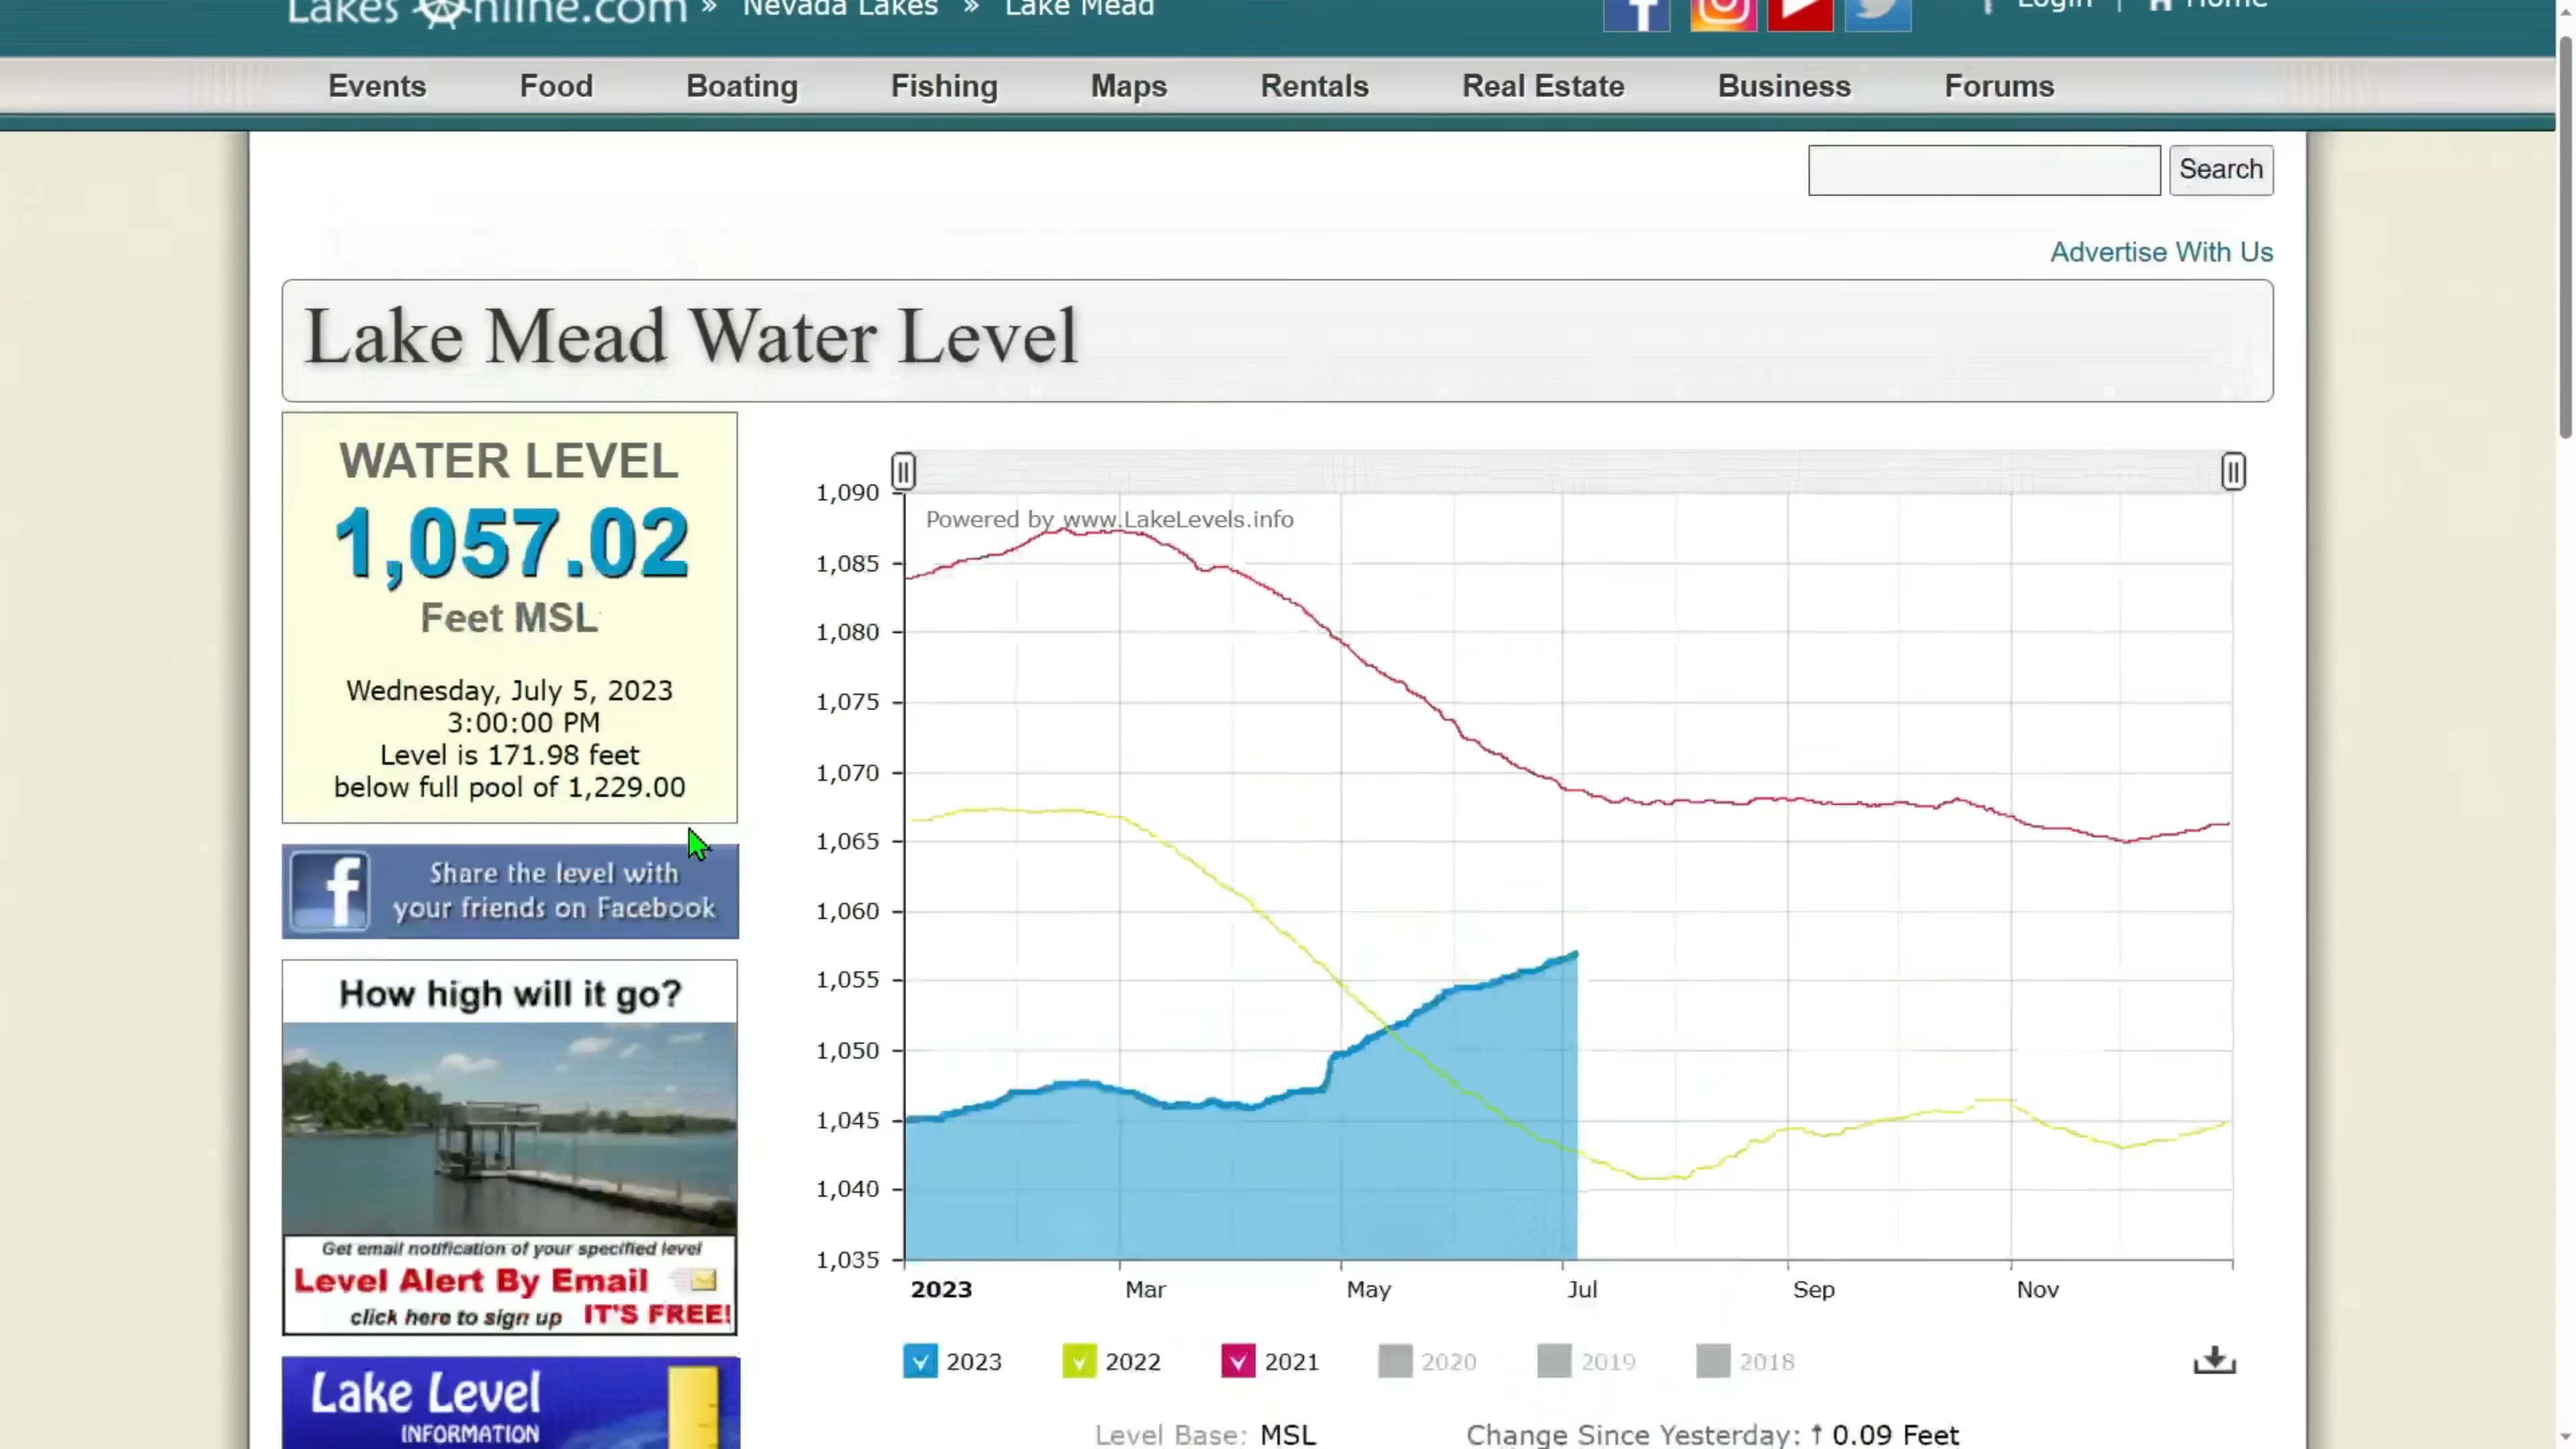 LakesOnline.com » Nevada Lakes » Lake Mead
Login | Home
Events Food Boating Fishing Maps Rentals Real Estate Business Forums
Search
Advertise With Us
Lake Mead Water Level
WATER LEVEL
1,057.02
Feet MSL
Wednesday, July 5, 2023
3:00:00 PM
Level is 171.98 feet
below full pool of 1,229.00
Share the level with
your friends on Facebook
How high will it go?
Get email notification of your specified level
Level Alert By Email
click here to sign up IT'S FREE!
Lake Level
INFORMATION
Powered by www.LakeLevels.info
1,090
1,085
1,080
1,075
1,070
1,065
1,060
1,055
1,050
1,045
1,040
1,035
2023 Mar May Jul Sep Nov
2023 2022 2021 2020 2019 2018
Level Base: MSL Change Since Yesterday: ↑ 0.09 Feet